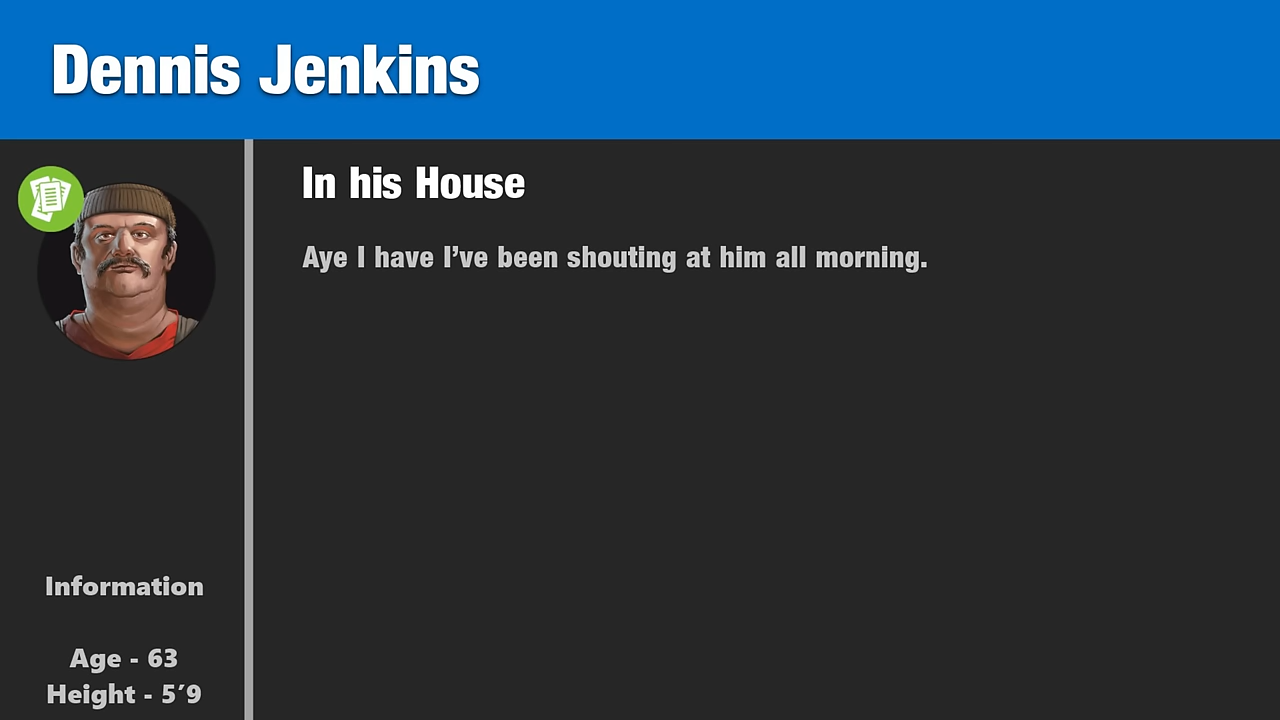 Dennis Jenkins
In his House
Aye I have I’ve been shouting at him all morning.
Information
Age - 63
Height - 5′9